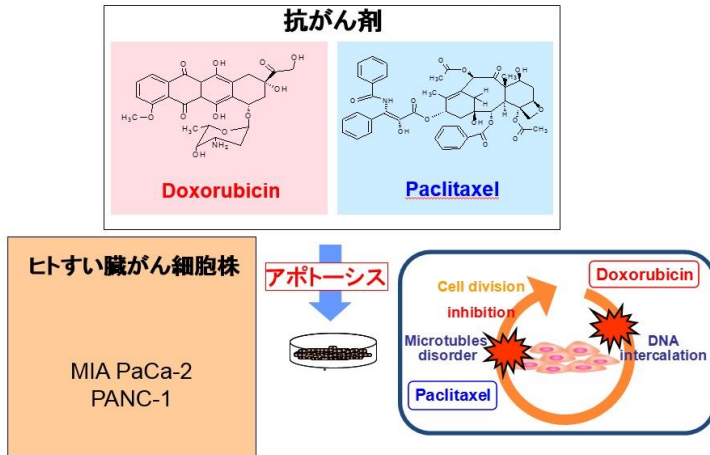 抗がん剤
Doxorubicin
Paclitaxel
ヒトすい臓がん細胞株
MIA PaCa-2
PANC-1
アポトーシス
Cell division
inhibition
Doxorubicin
Microtubles
disorder
DNA
intercalation
Paclitaxel